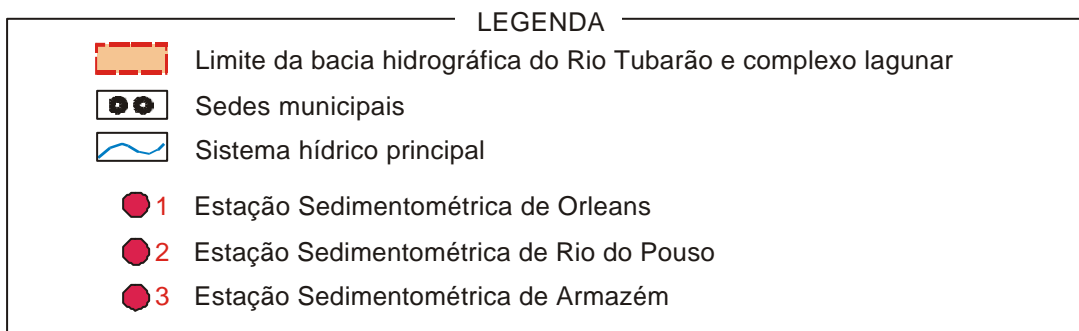 LEGENDA
Limite da bacia hidrográfica do Rio Tubarão e complexo lagunar
Sedes municipais
Sistema hídrico principal
1 Estação Sedimentométrica de Orleans
2 Estação Sedimentométrica de Rio do Pouso
3 Estação Sedimentométrica de Armazém